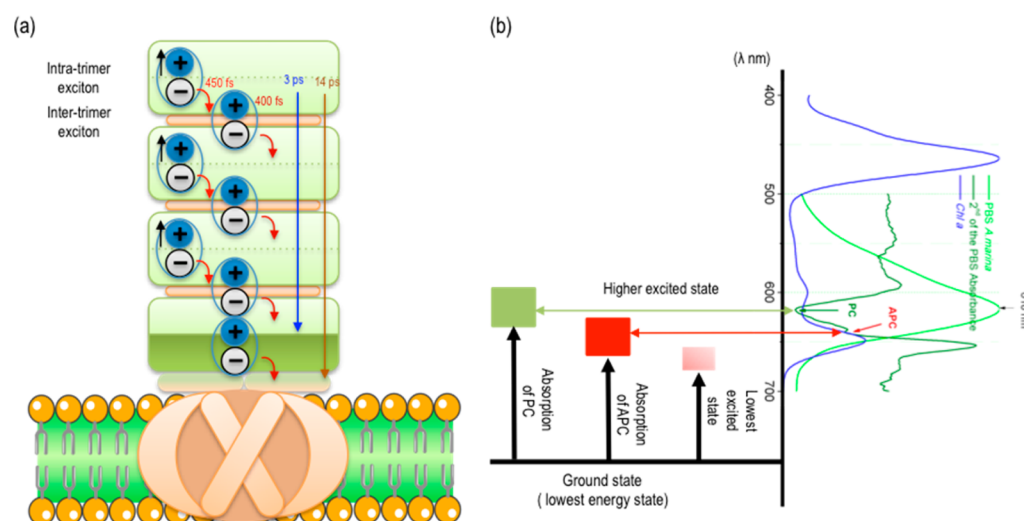 (a)
Intra-trimer
exciton
Inter-trimer
exciton
450 fs
400 fs
3 ps
14 ps
+
−
+
−
+
−
+
−
+
−
+
−
+
−
(b)
(λ nm)
400
500
600
700
PBS A marina
2nd of the PBS Absorbance
Chl a
PC
APC
Higher excited state
Absorption
of PC
Absorption
of APC
Lowest
excited
state
Ground state
( lowest energy state)